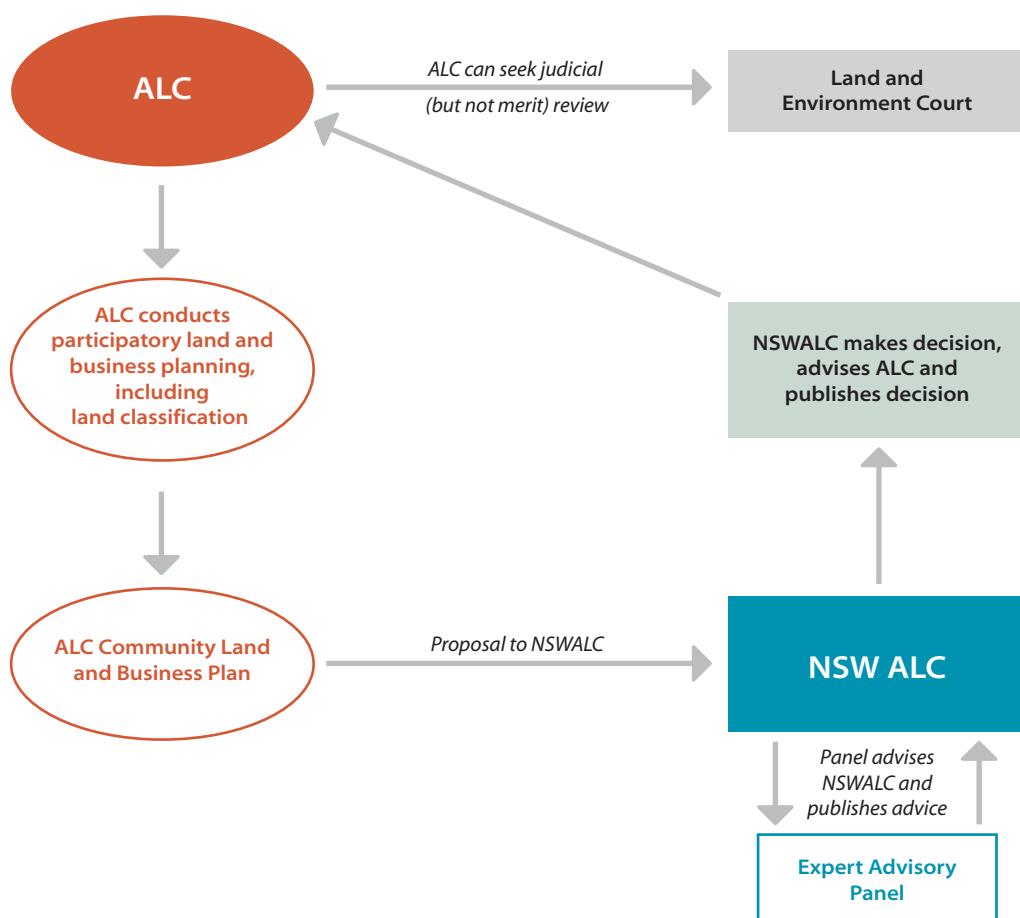 ALC
ALC can seek judicial
(but not merit) review
Land and
Environment Court
ALC conducts
participatory land and
business planning,
including
land classification
NSWALC makes decision,
advises ALC and
publishes decision
ALC Community Land
and Business Plan
Proposal to NSWALC
NSW ALC
Panel advises
NSWALC and
publishes advice
Expert Advisory
Panel